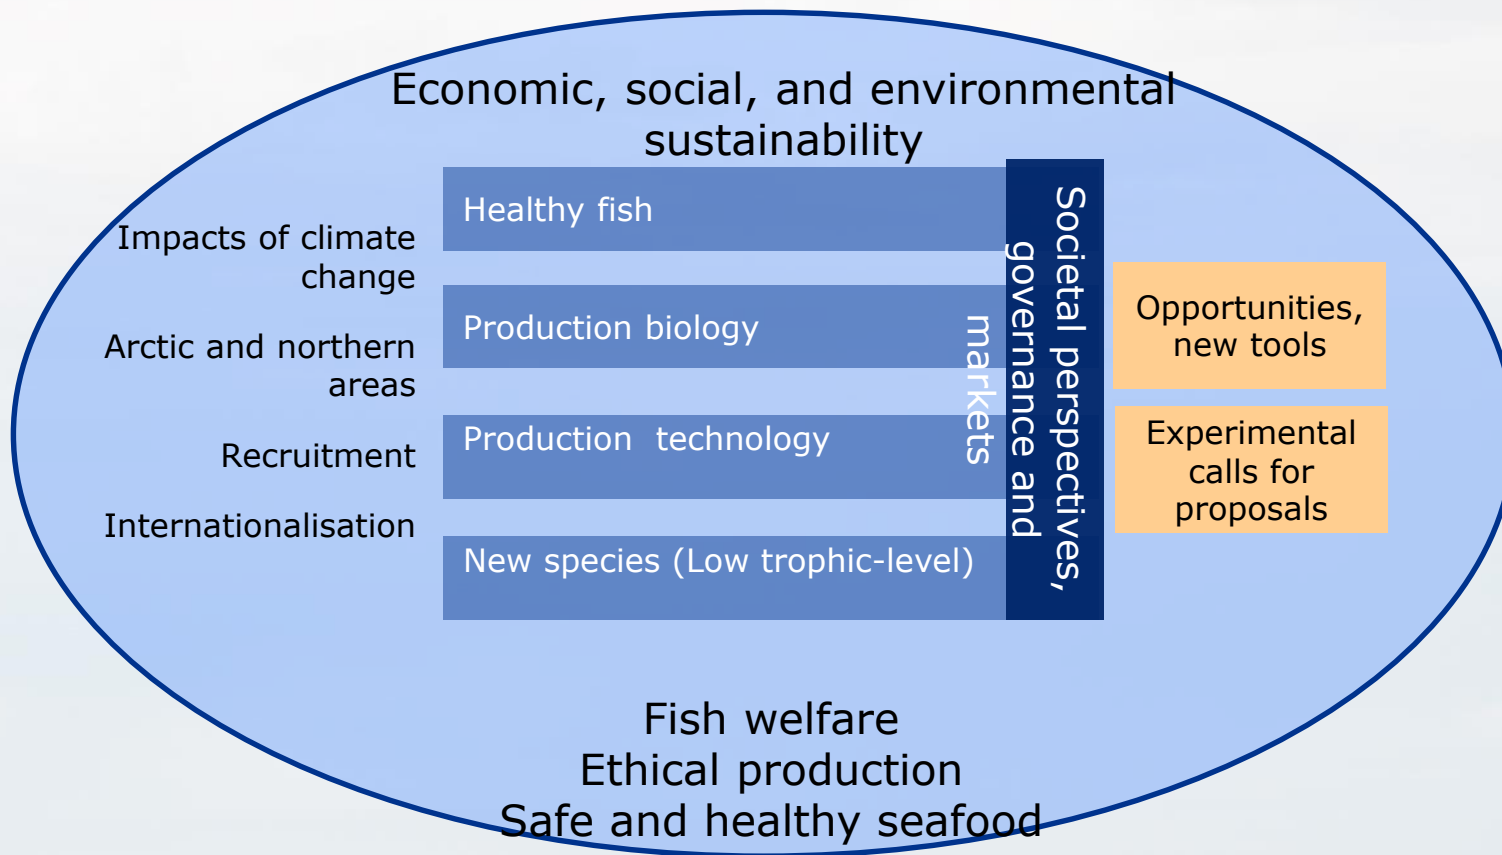 Economic, social, and environmental
sustainability
Impacts of climate
change
Arctic and northern
areas
Recruitment
Internationalisation
Healthy fish
Production biology
Production  technology
New species (Low trophic-level)
Societal perspectives,
governance and
markets
Opportunities,
new tools
Experimental
calls for
proposals
Fish welfare
Ethical production
Safe and healthy seafood